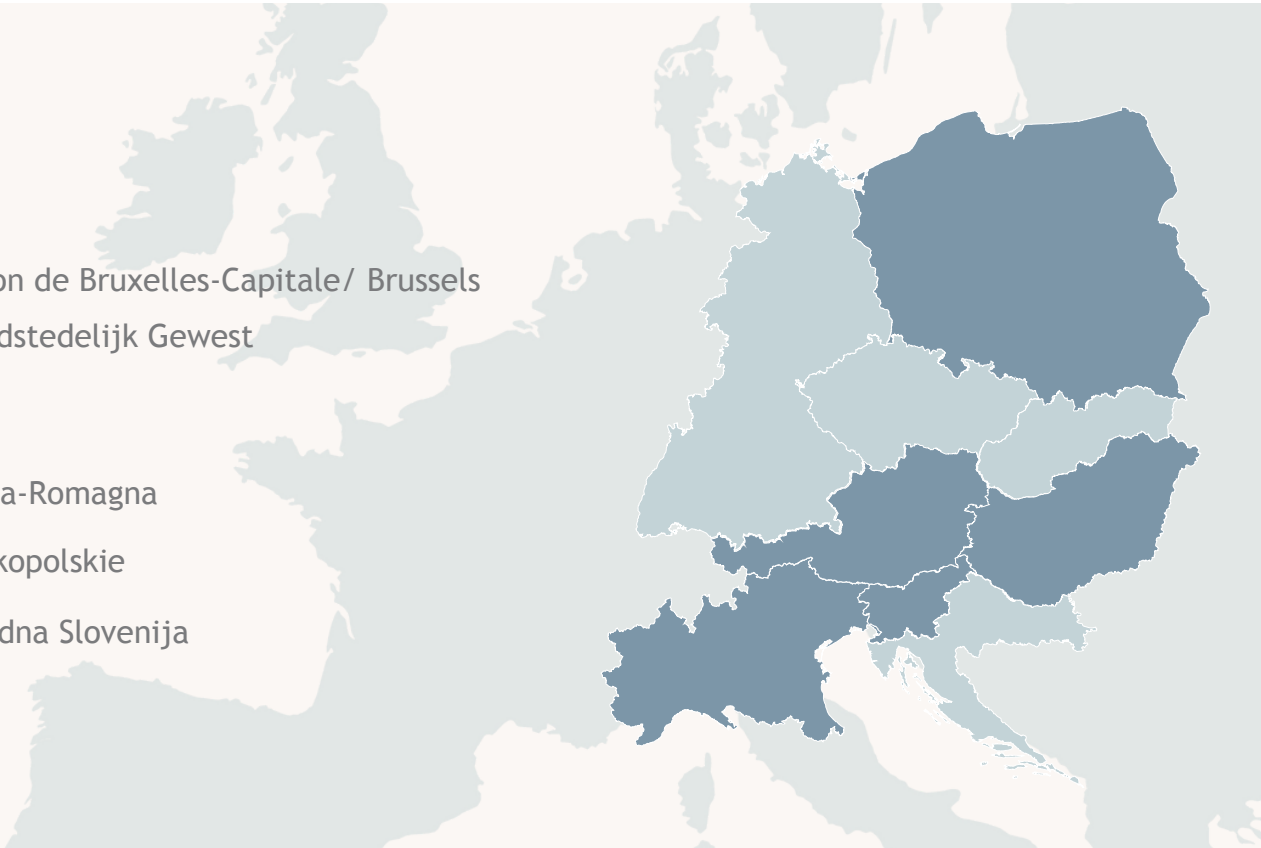 on de Bruxelles-Capitale/ Brussels
dstedelijk Gewest
a-Romagna
kopolskie
dna Slovenija